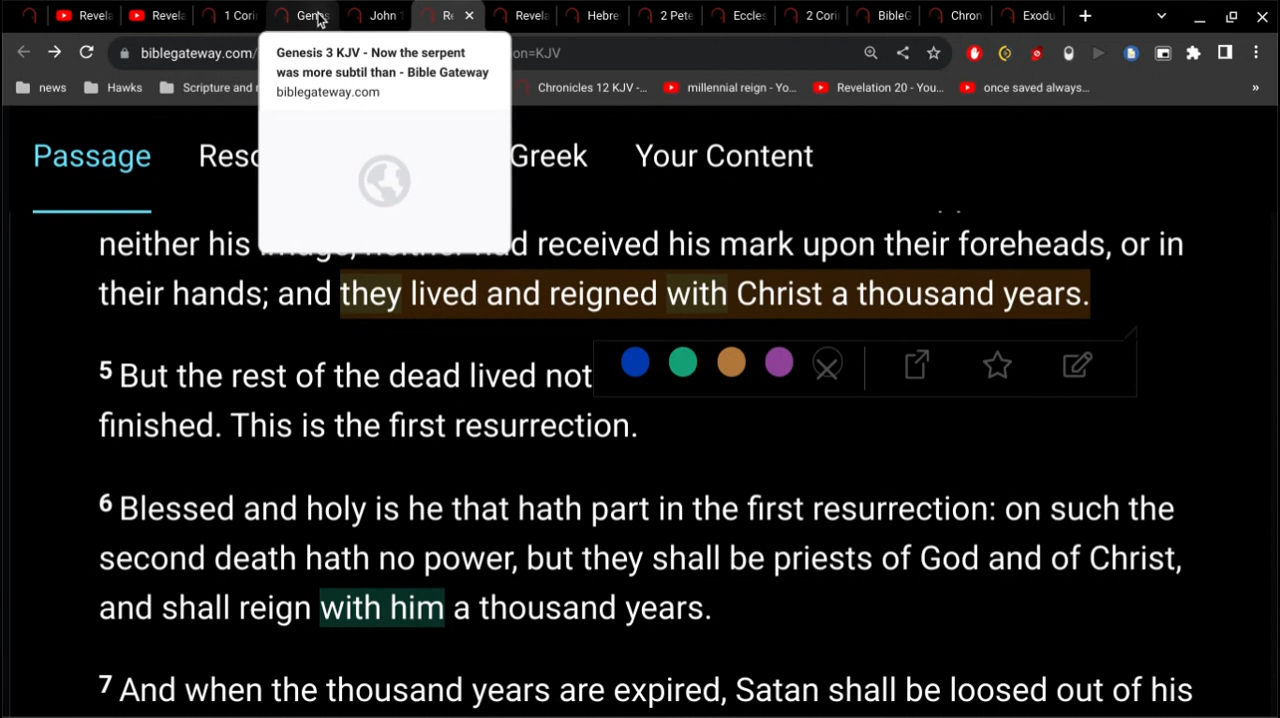 Revela Revela 1 Cori Gene John 1 Re Revela Hebre 2 Pete Eccles 2 Cori BibleG Chron Exodu
biblegateway.com/ on=KJV
news Hawks Scripture and Chronicles 12 KJV -... millennial reign - Yo... Revelation 20 - You... once saved always... »
Genesis 3 KJV - Now the serpent
was more subtil than - Bible Gateway
biblegateway.com
Passage Reso Greek Your Content
neither his image, neither had received his mark upon their foreheads, or in
their hands; and they lived and reigned with Christ a thousand years.
5 But the rest of the dead lived not
finished. This is the first resurrection.
6 Blessed and holy is he that hath part in the first resurrection: on such the
second death hath no power, but they shall be priests of God and of Christ,
and shall reign with him a thousand years.
7 And when the thousand years are expired, Satan shall be loosed out of his